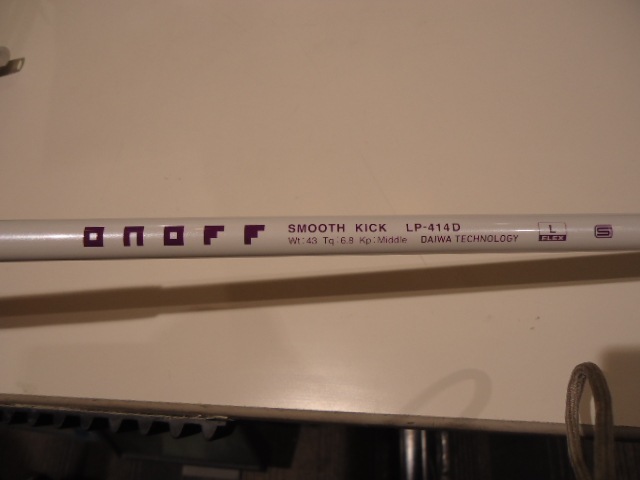 onoff SMOOTH KICK LP-414D
Wt:43 Tq 6.8 Kp:Middle DAIWA TECHNOLOGY
L
FLEX
S